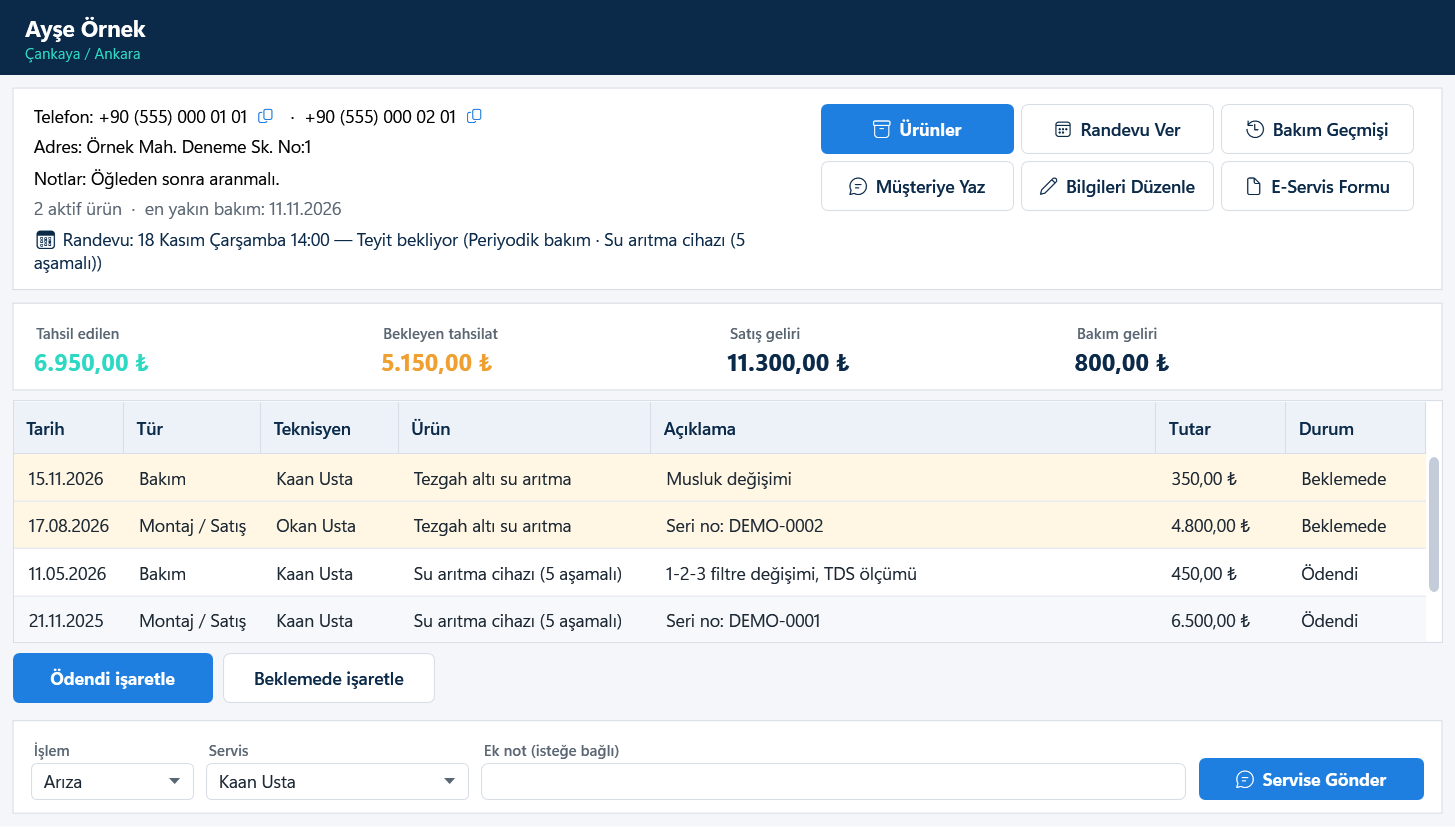 Ayşe Örnek
Çankaya / Ankara
Telefon: +90 (555) 000 01 01 · +90 (555) 000 02 01
Adres: Örnek Mah. Deneme Sk. No:1
Notlar: Öğleden sonra aranmalı.
2 aktif ürün · en yakın bakım: 11.11.2026
Randevu: 18 Kasım Çarşamba 14:00 — Teyit bekliyor (Periyodik bakım · Su arıtma cihazı (5
aşamalı))
Ürünler Randevu Ver Bakım Geçmişi
Müşteriye Yaz Bilgileri Düzenle E-Servis Formu
Tahsil edilen Bekleyen tahsilat Satış geliri Bakım geliri
6.950,00 ₺ 5.150,00 ₺ 11.300,00 ₺ 800,00 ₺
Tarih Tür Teknisyen Ürün Açıklama Tutar Durum
15.11.2026 Bakım Kaan Usta Tezgah altı su arıtma Musluk değişimi 350,00 ₺ Beklemede
17.08.2026 Montaj / Satış Okan Usta Tezgah altı su arıtma Seri no: DEMO-0002 4.800,00 ₺ Beklemede
11.05.2026 Bakım Kaan Usta Su arıtma cihazı (5 aşamalı) 1-2-3 filtre değişimi, TDS ölçümü 450,00 ₺ Ödendi
21.11.2025 Montaj / Satış Kaan Usta Su arıtma cihazı (5 aşamalı) Seri no: DEMO-0001 6.500,00 ₺ Ödendi
Ödendi işaretle Beklemede işaretle
İşlem Servis Ek not (isteğe bağlı)
Arıza Kaan Usta Servise Gönder